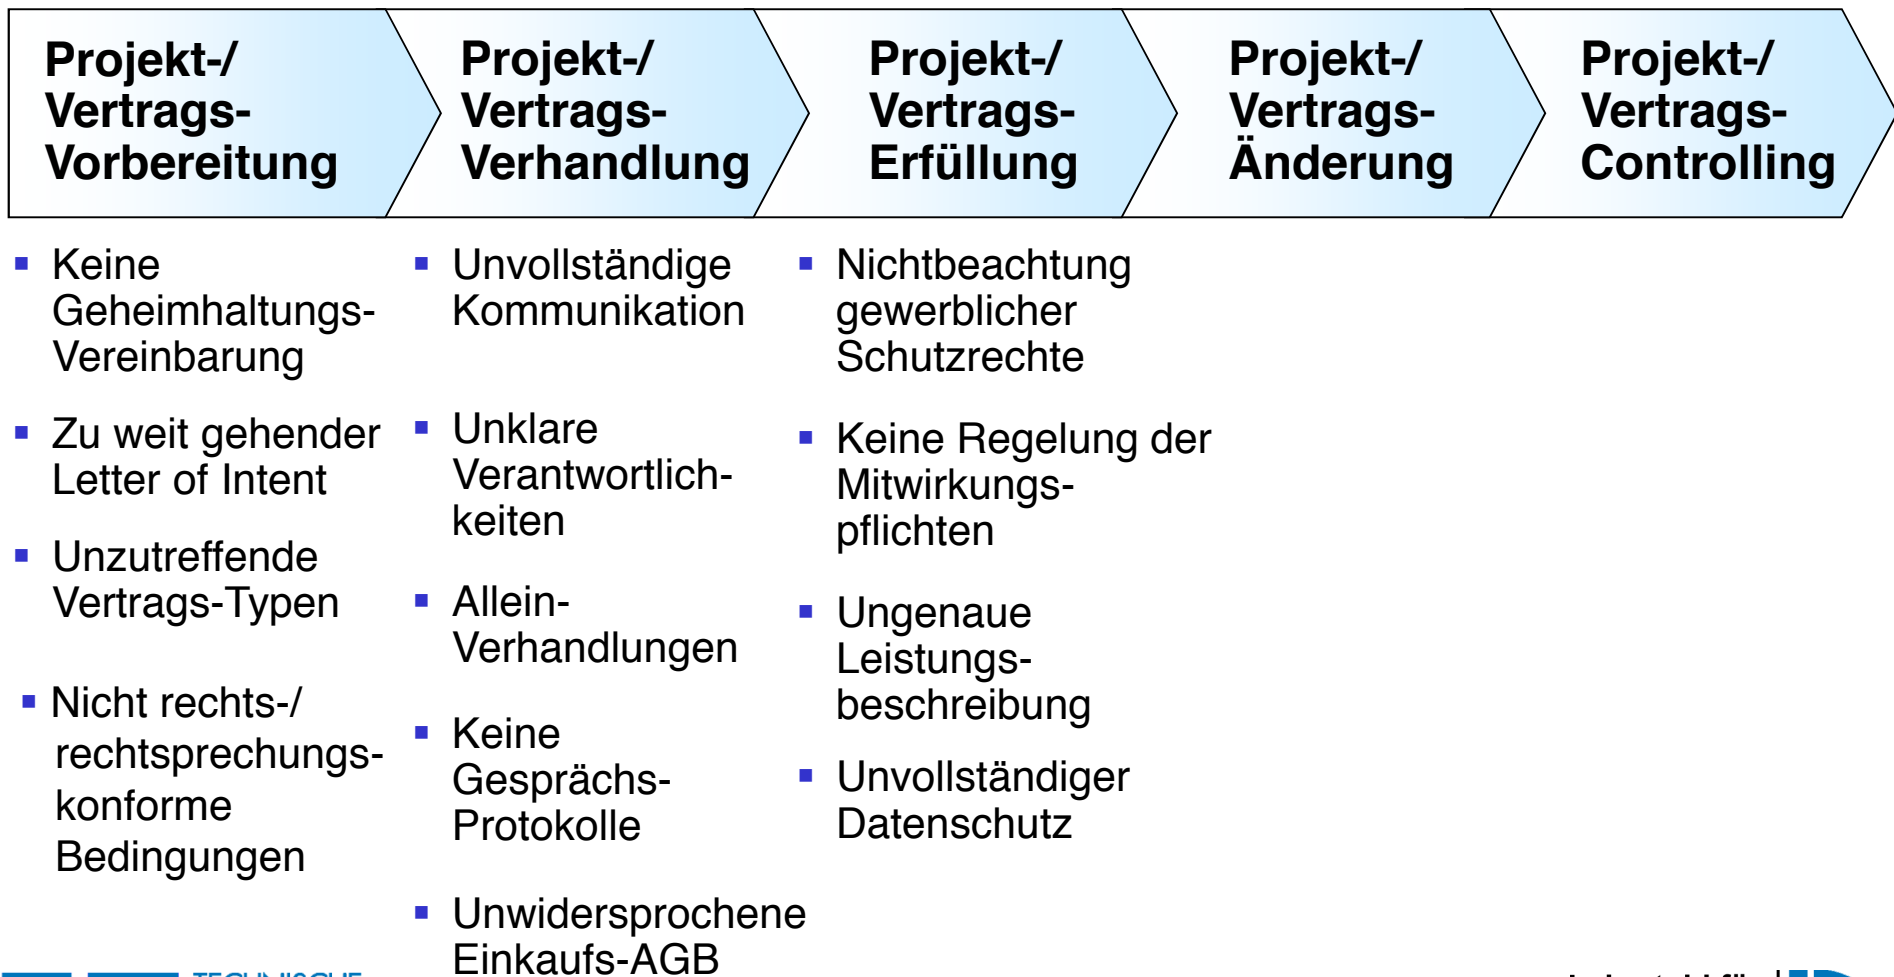 Projekt-/
Vertrags-
Vorbereitung
Projekt-/
Vertrags-
Verhandlung
Projekt-/
Vertrags-
Erfüllung
Projekt-/
Vertrags-
Änderung
Projekt-/
Vertrags-
Controlling
▪ Keine
Geheimhaltungs-
Vereinbarung
▪ Zu weit gehender
Letter of Intent
▪ Unzutreffende
Vertrags-Typen
▪ Nicht rechts-/
rechtsprechungs-
konforme
Bedingungen
▪ Unvollständige
Kommunikation
▪ Unklare
Verantwortlich-
keiten
▪ Allein-
Verhandlungen
▪ Keine
Gesprächs-
Protokolle
▪ Unwidersprochene
Einkaufs-AGB
▪ Nichtbeachtung
gewerblicher
Schutzrechte
▪ Keine Regelung der
Mitwirkungs-
pflichten
▪ Ungenaue
Leistungs-
beschreibung
▪ Unvollständiger
Datenschutz
TECHNISCHE